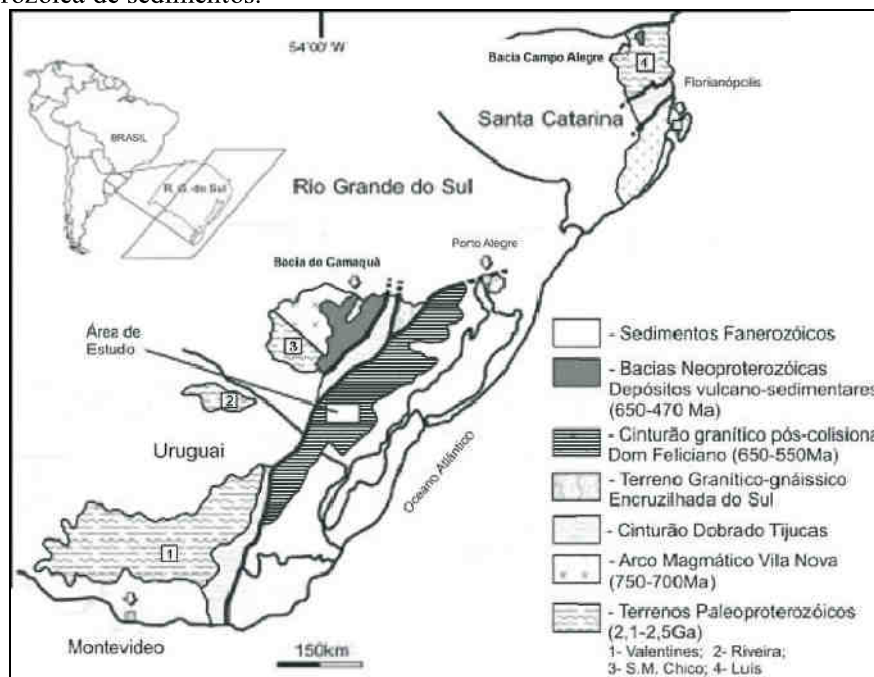 rozóica de sedimentos.
54°00' W
Bacia Campo Alegre
4
Florianópolis
Santa Catarina
BRASIL
R. G. do Sul
Rio Grande do Sul
Porto Alegre
Bacia do Camaquã
Área de
Estudo
3
2
Uruguai
Oceano Atlântico
1
Montevideo
150km
- Sedimentos Fanerozóicos
- Bacias Neoproterozóicas
Depósitos vulcano-sedimentares
(650-470 Ma)
- Cinturão granítico pós-colisiona
Dom Feliciano (650-550Ma)
- Terreno Granítico-gnáissico
Encruzilhada do Sul
- Cinturão Dobrado Tijucas
- Arco Magmático Vila Nova
(750-700Ma)
- Terrenos Paleoproterozóicos
(2,1-2,5Ga)
1- Valentines; 2- Riveira;
3- S.M. Chico; 4- Luís